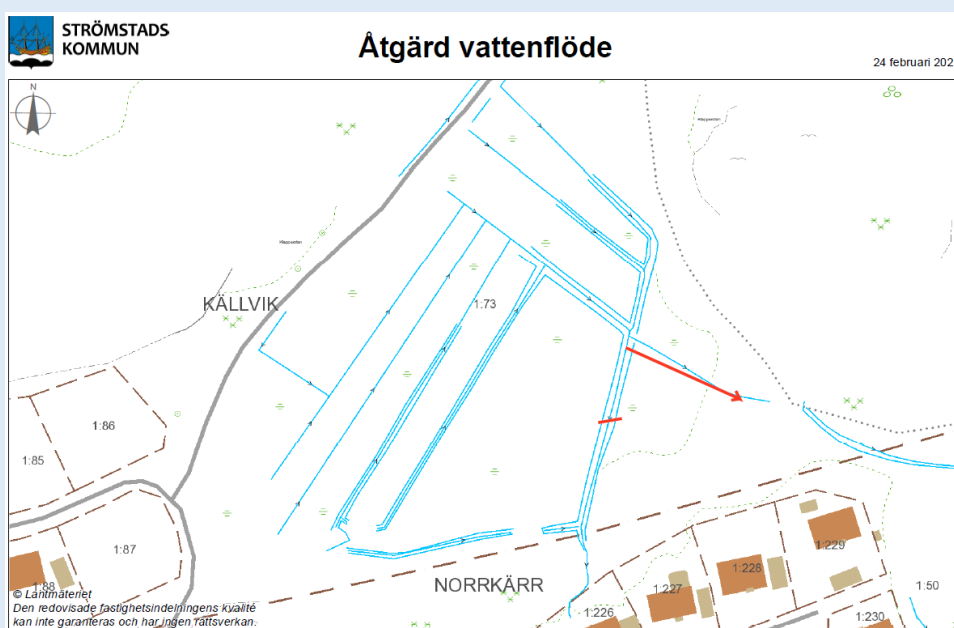 STRÖMSTADS
KOMMUN
Åtgärd vattenflöde
24 februari 202
N
KÄLLVIK
1:73
1:86
1:85
1:87
1:88
NORRKÄRR
1:229
1:228
1:227
1:226
1:50
1:230
© Lantmäteriet
Den redovisade fastighetsindelningens kvalité
kan inte garanteras och har ingen rättsverkan.